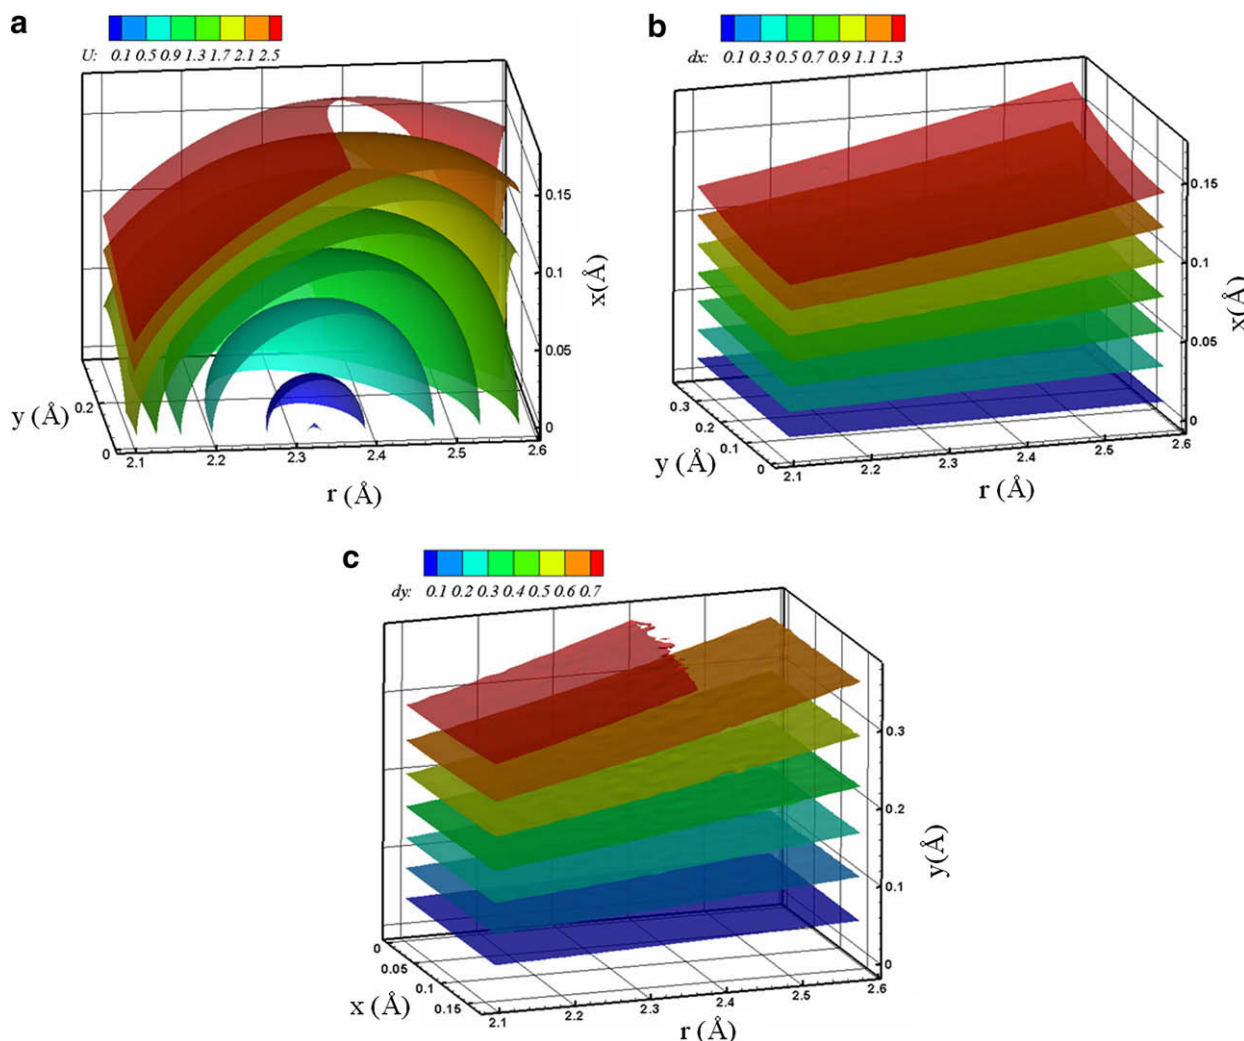 a
U: 0.1 0.5 0.9 1.3 1.7 2.1 2.5
0.15
0.1
0.05
0
x(Å)
0.2
0
y (Å)
2.1 2.2 2.3 2.4 2.5 2.6
r (Å)
b
dx: 0.1 0.3 0.5 0.7 0.9 1.1 1.3
0.15
0.1
0.05
0
x(Å)
0.3
0.2
0.1
0
y (Å)
2.1 2.2 2.3 2.4 2.5 2.6
r (Å)
c
dy: 0.1 0.2 0.3 0.4 0.5 0.6 0.7
0.3
0.2
0.1
0
y(Å)
0
0.05
0.1
0.15
x (Å)
2.1 2.2 2.3 2.4 2.5 2.6
r (Å)